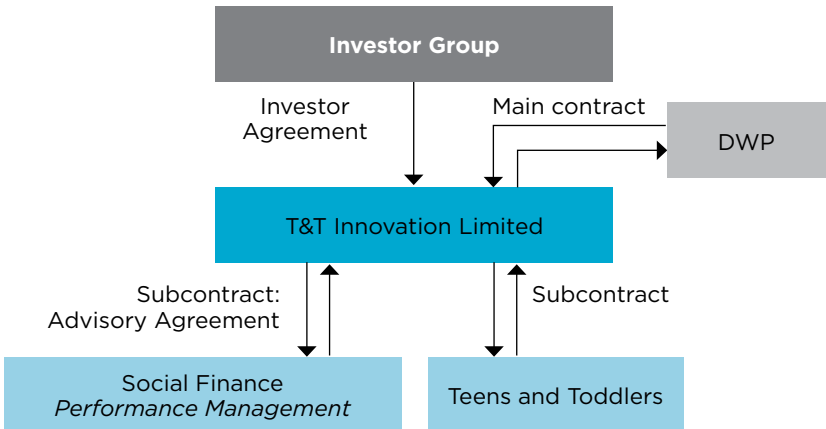 Investor Group
Investor
Agreement
Main contract
DWP
T&T Innovation Limited
Subcontract:
Advisory Agreement
Subcontract
Social Finance
Performance Management
Teens and Toddlers